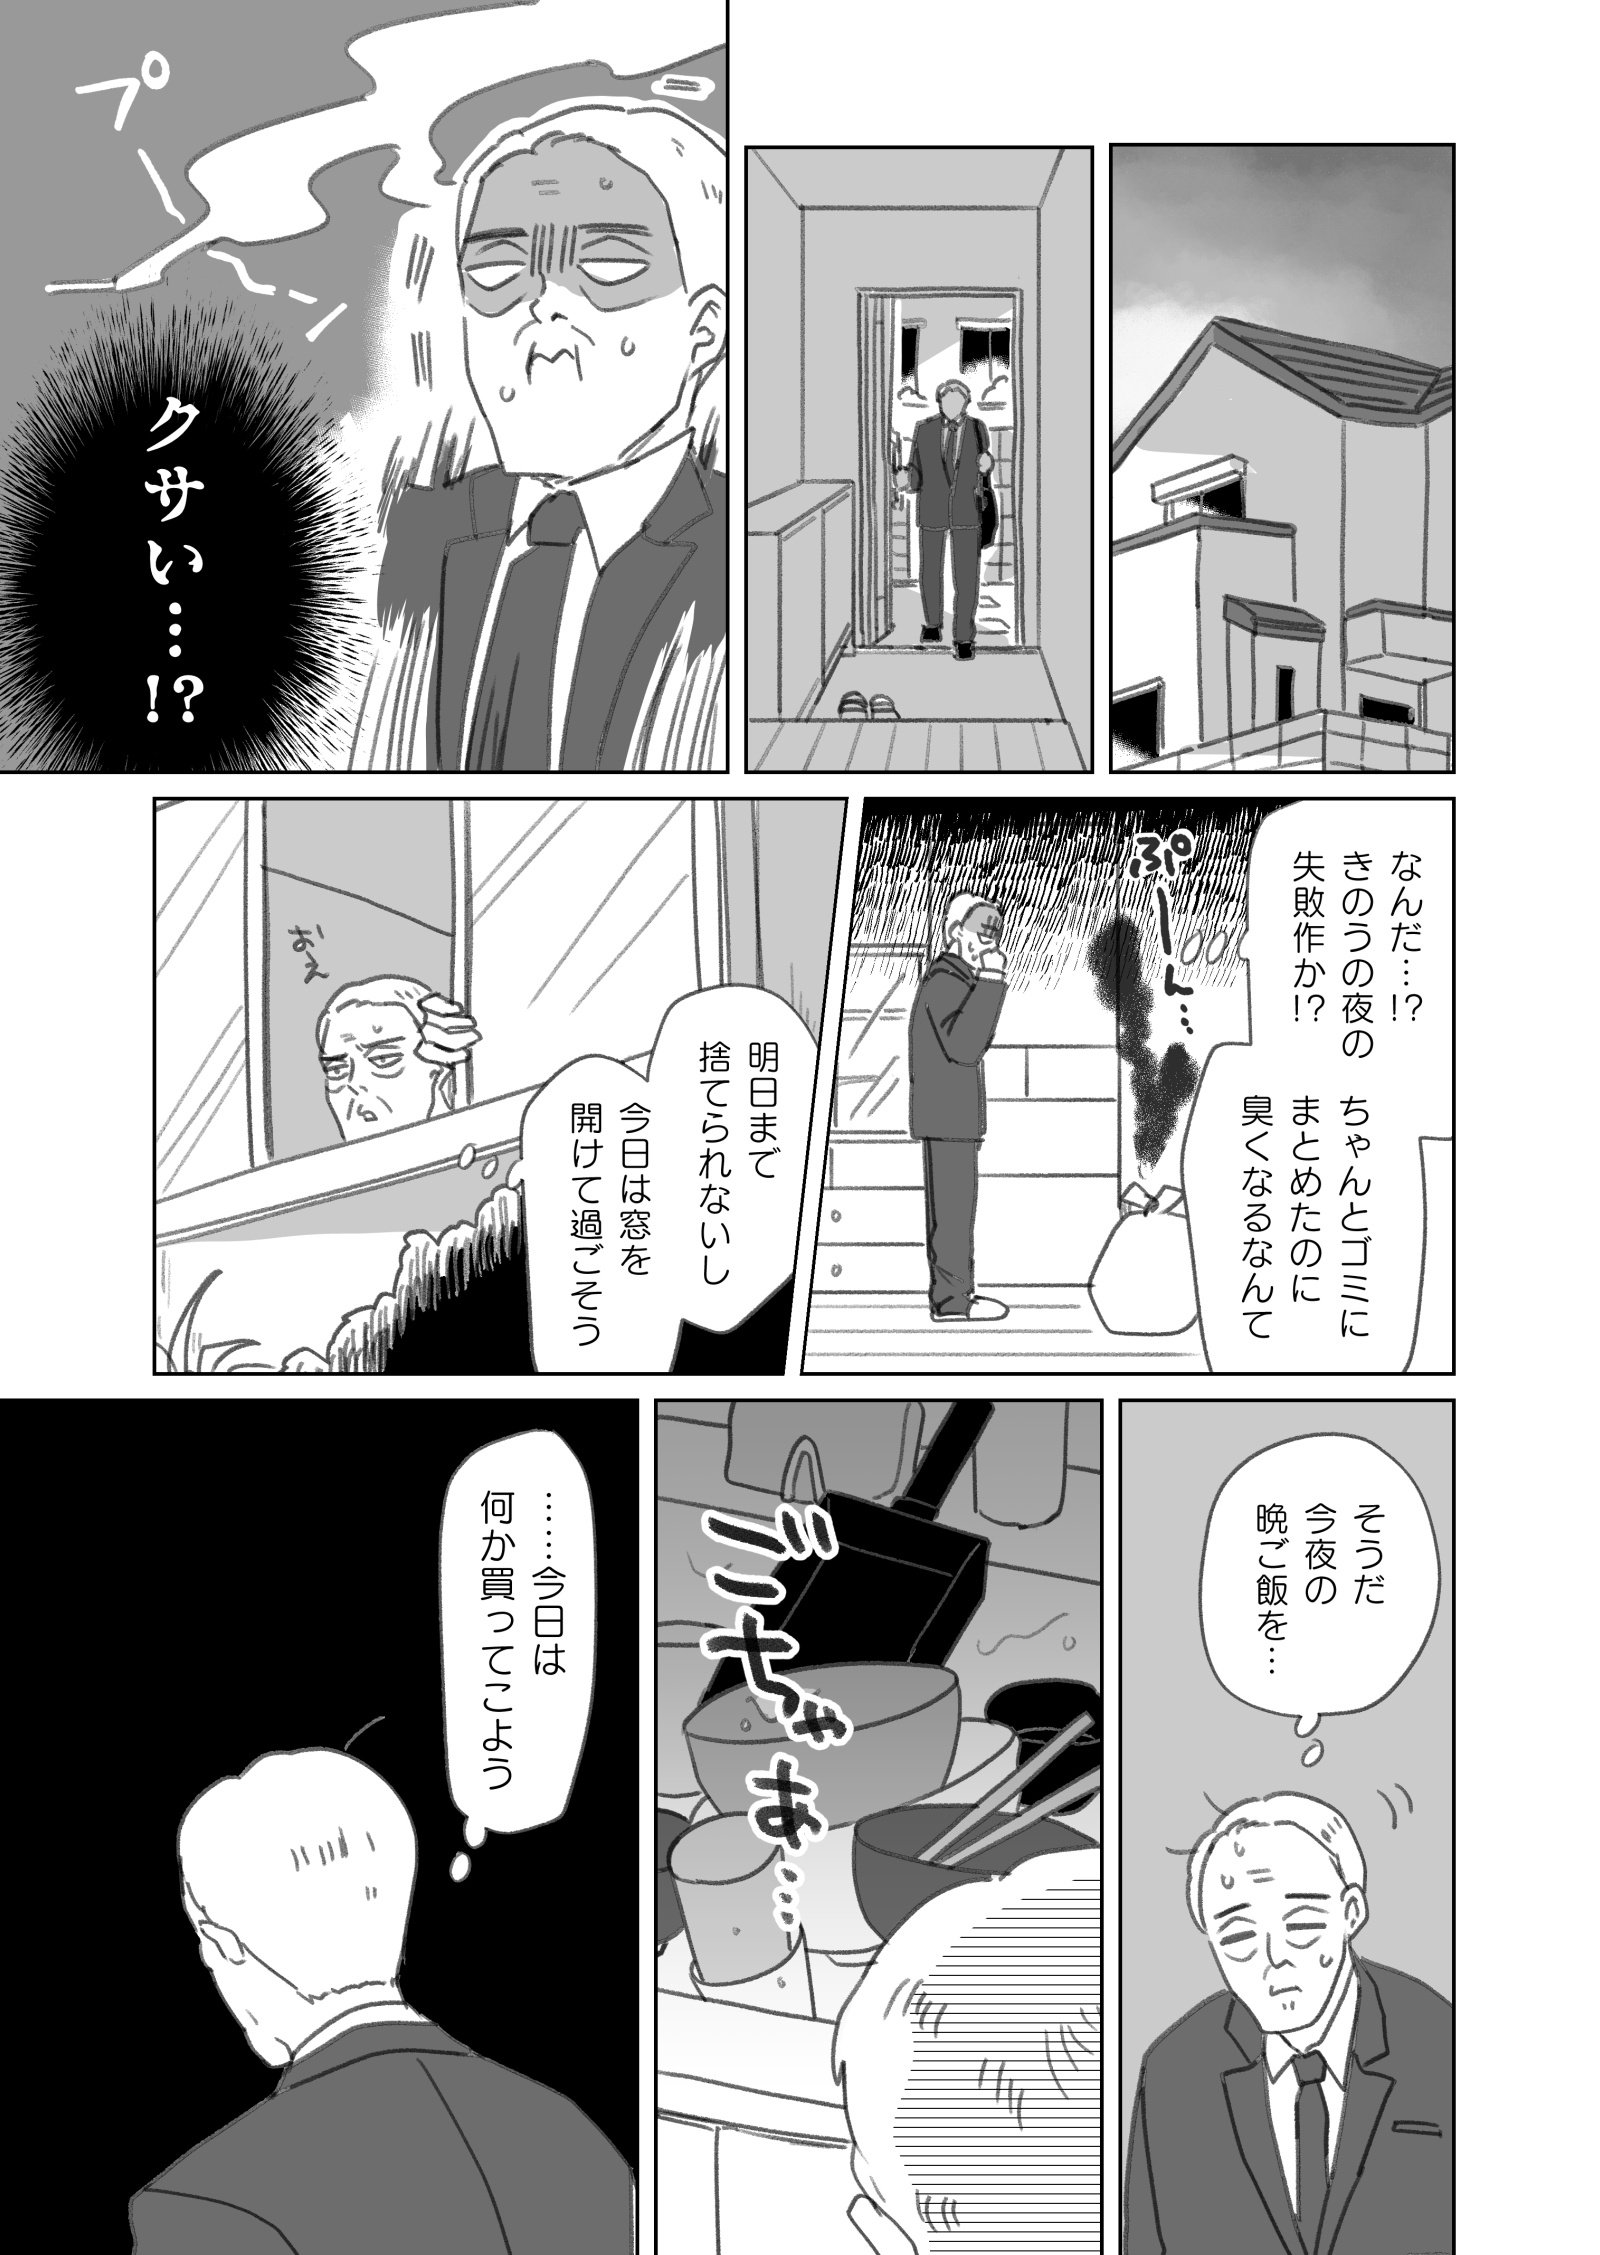 プ〜ン
クサい…!?
なんだ…!?
きのうの夜の
失敗作か!?
ちゃんとゴミに
まとめたのに
臭くなるなんて
ぷーん…
明日まで
捨てられないし
今日は窓を
開けて過ごそう
おぇ
そうだ
今夜の
晩ご飯を…
ごちゃぁ…
……今日は
何か買ってこよう